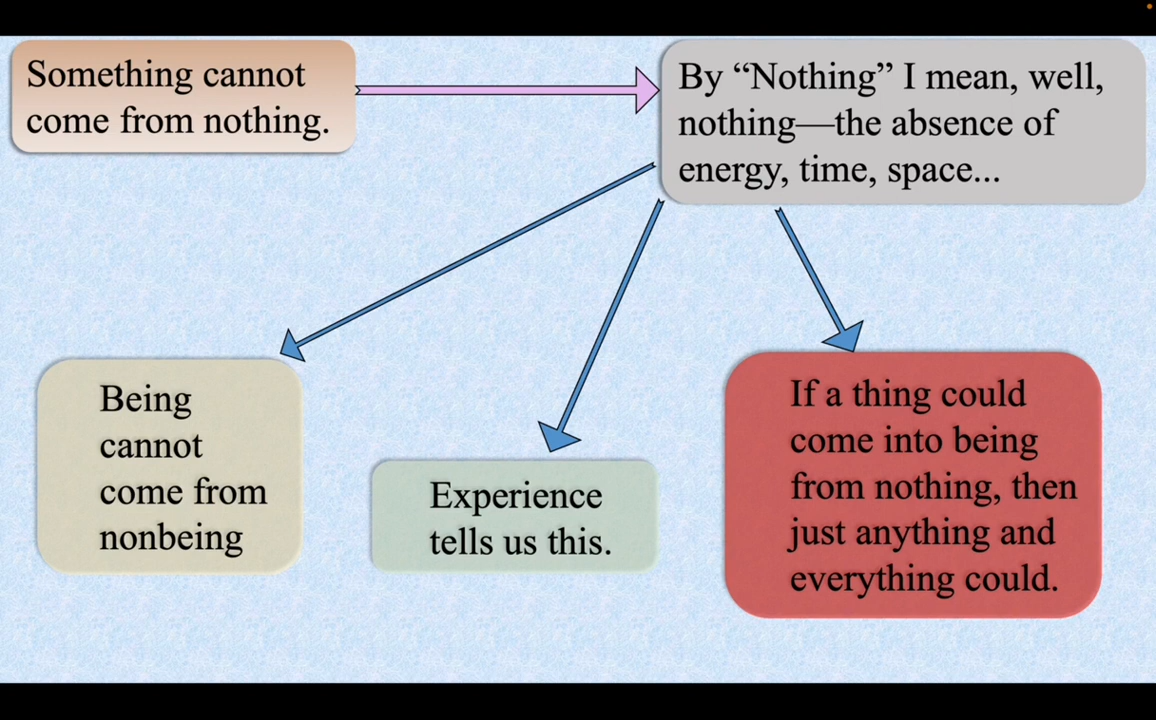 Something cannot
come from nothing.
By “Nothing” I mean, well,
nothing—the absence of
energy, time, space...
Being
cannot
come from
nonbeing
Experience
tells us this.
If a thing could
come into being
from nothing, then
just anything and
everything could.